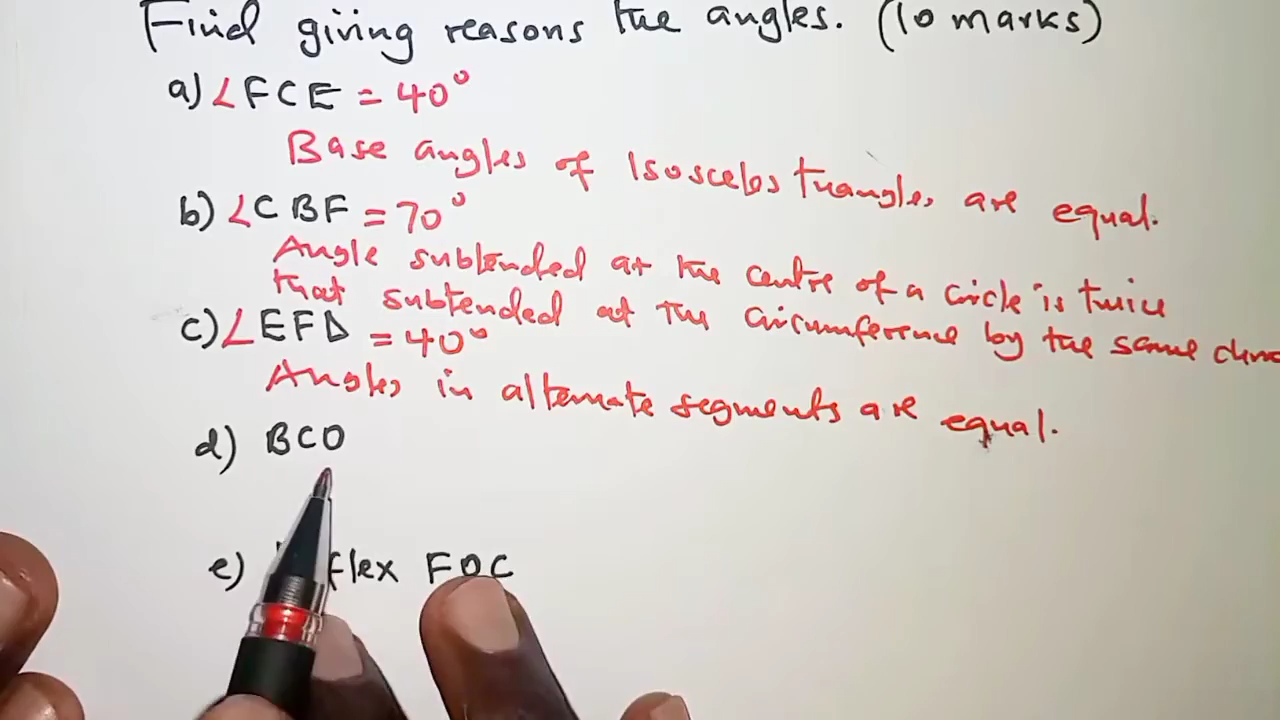 Find giving reasons the angles. (10 marks)
a) ∠FCE = 40°
Base angles of Isosceles triangles are equal.
b) ∠CBF = 70°
Angle subtended at the centre of a circle is twice
that subtended at the circumference by the same
c) ∠EFD = 40°
Angles in alternate segments are equal.
d) BCO
e) flex FOC